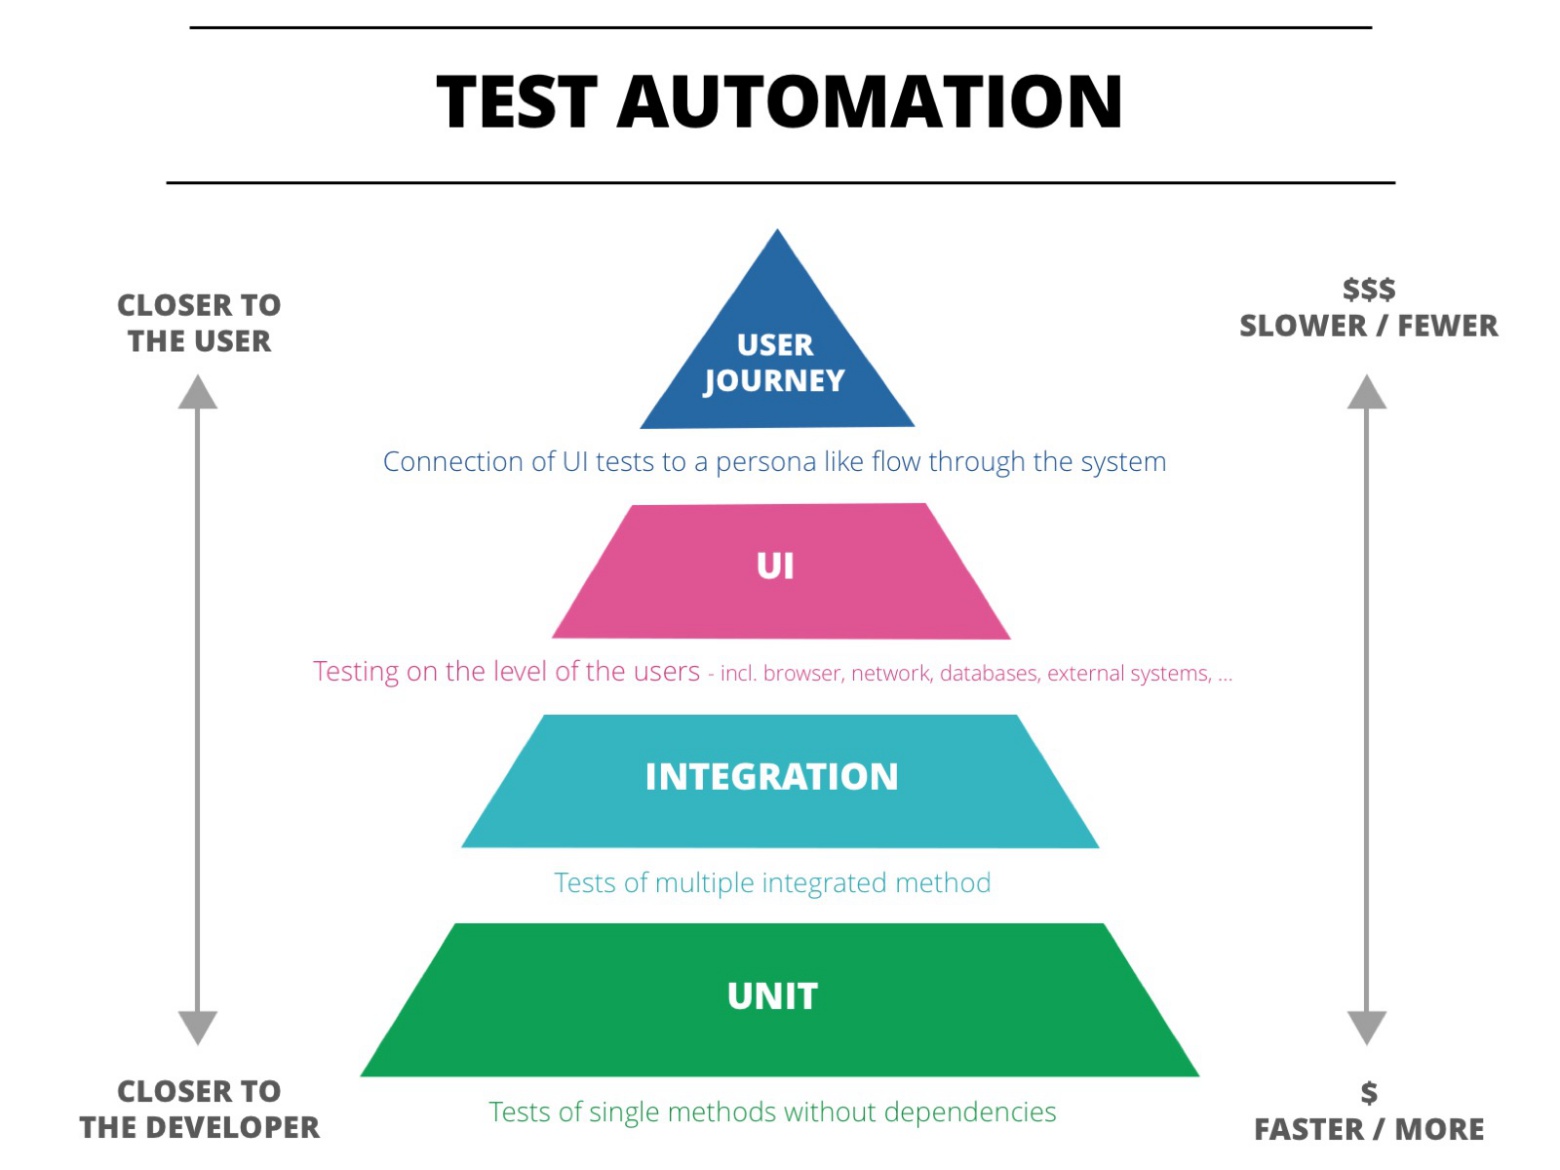 TEST AUTOMATION
CLOSER TO
THE USER
$$$
SLOWER / FEWER
USER
JOURNEY
Connection of UI tests to a persona like flow through the system
UI
Testing on the level of the users - incl. browser, network, databases, external systems, ...
INTEGRATION
Tests of multiple integrated method
UNIT
Tests of single methods without dependencies
CLOSER TO
THE DEVELOPER
$
FASTER / MORE